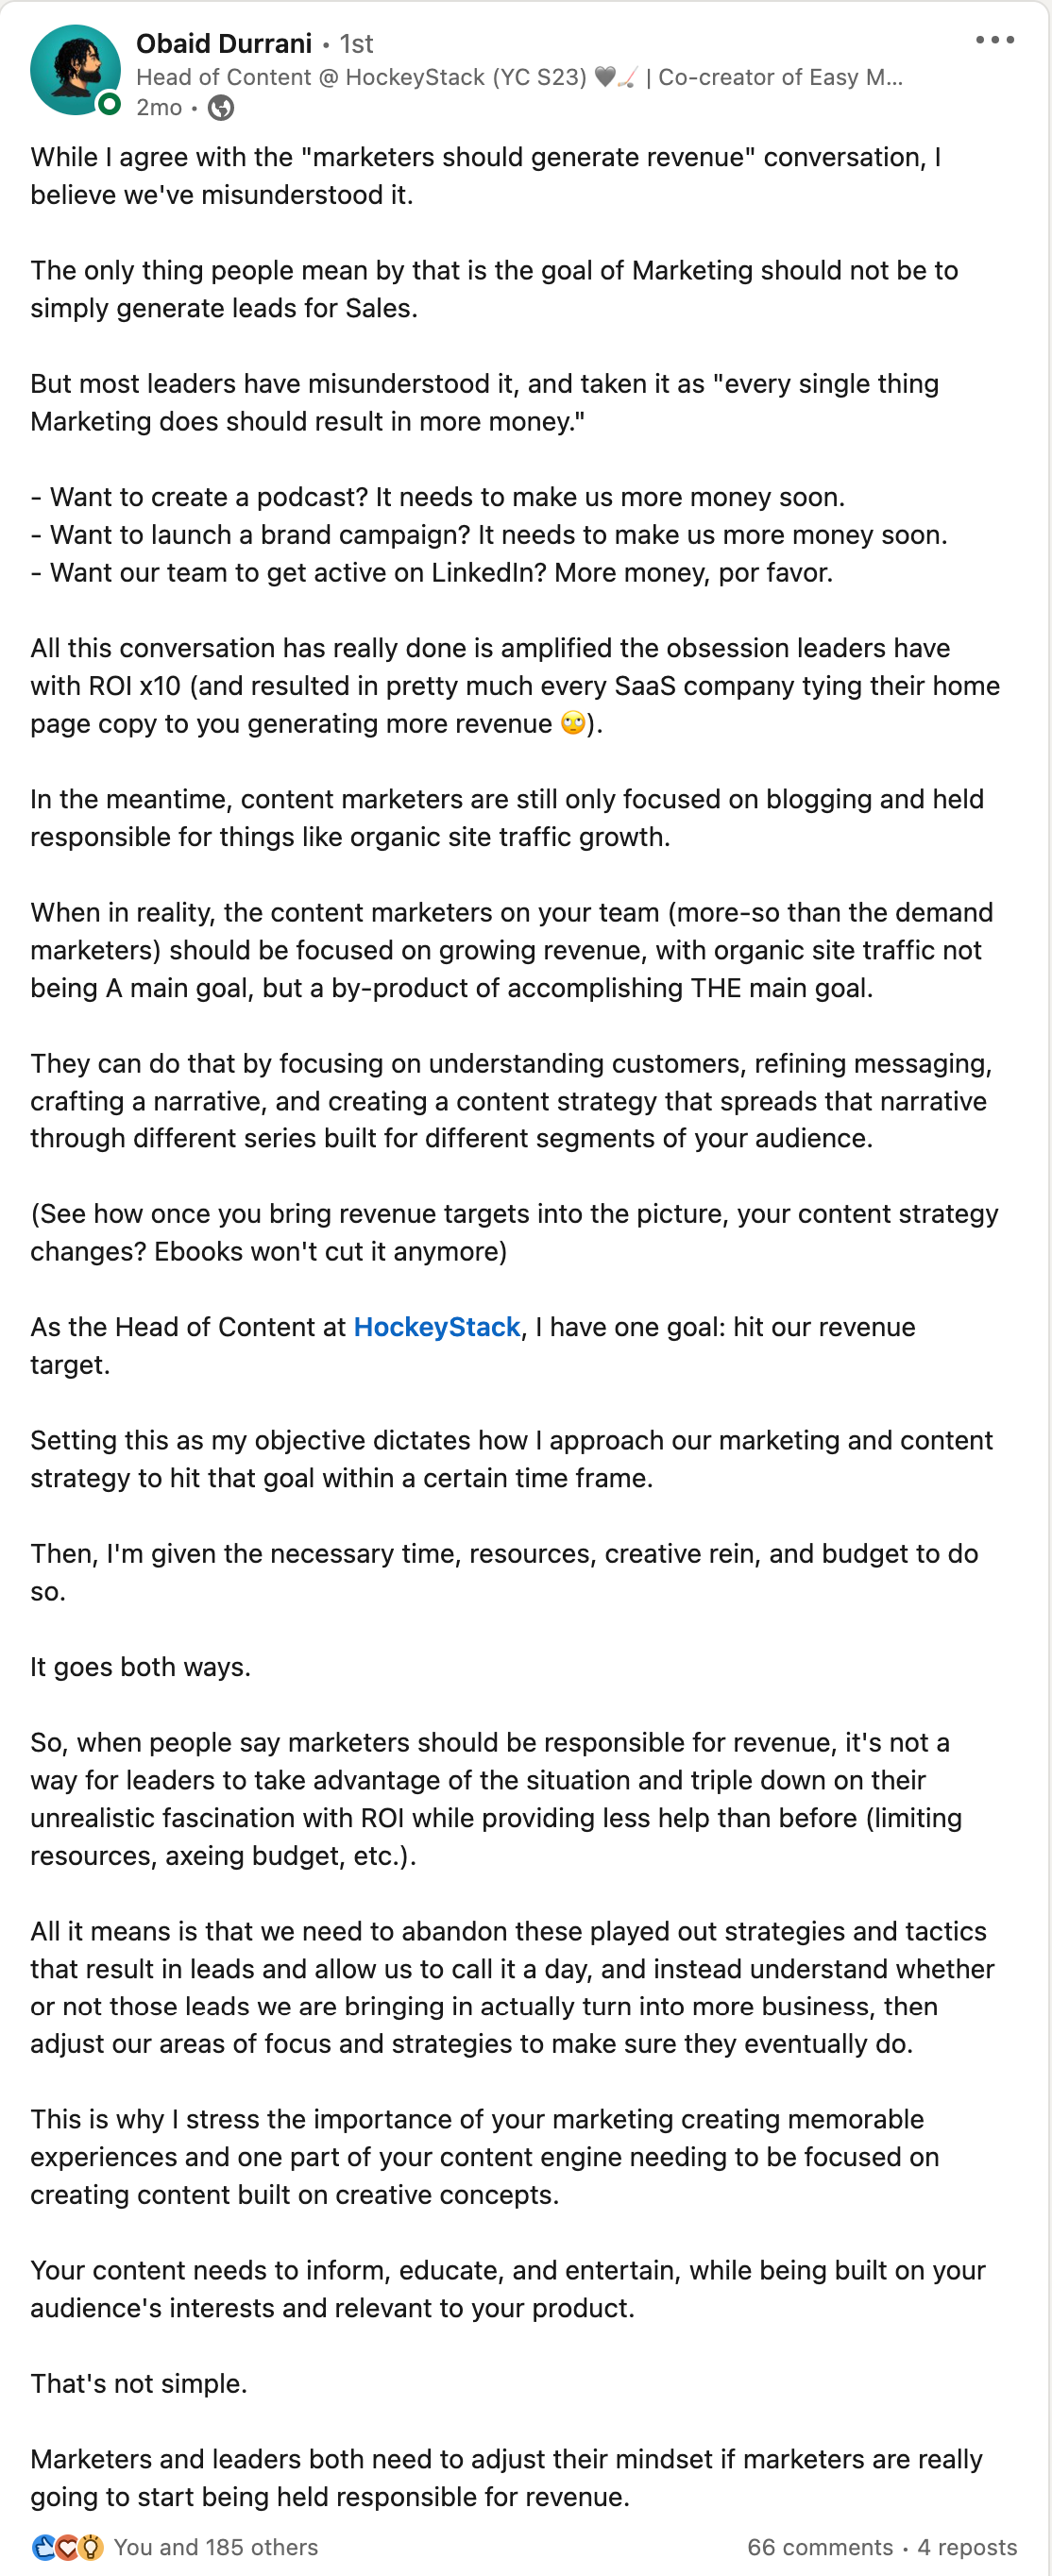 Obaid Durrani • 1st
Head of Content @ HockeyStack (YC S23) 🖤🏒 | Co-creator of Easy M...
2mo •
While I agree with the "marketers should generate revenue" conversation, I
believe we've misunderstood it.
The only thing people mean by that is the goal of Marketing should not be to
simply generate leads for Sales.
But most leaders have misunderstood it, and taken it as "every single thing
Marketing does should result in more money."
- Want to create a podcast? It needs to make us more money soon.
- Want to launch a brand campaign? It needs to make us more money soon.
- Want our team to get active on LinkedIn? More money, por favor.
All this conversation has really done is amplified the obsession leaders have
with ROI x10 (and resulted in pretty much every SaaS company tying their home
page copy to you generating more revenue 🙄).
In the meantime, content marketers are still only focused on blogging and held
responsible for things like organic site traffic growth.
When in reality, the content marketers on your team (more-so than the demand
marketers) should be focused on growing revenue, with organic site traffic not
being A main goal, but a by-product of accomplishing THE main goal.
They can do that by focusing on understanding customers, refining messaging,
crafting a narrative, and creating a content strategy that spreads that narrative
through different series built for different segments of your audience.
(See how once you bring revenue targets into the picture, your content strategy
changes? Ebooks won't cut it anymore)
As the Head of Content at HockeyStack, I have one goal: hit our revenue
target.
Setting this as my objective dictates how I approach our marketing and content
strategy to hit that goal within a certain time frame.
Then, I'm given the necessary time, resources, creative rein, and budget to do
so.
It goes both ways.
So, when people say marketers should be responsible for revenue, it's not a
way for leaders to take advantage of the situation and triple down on their
unrealistic fascination with ROI while providing less help than before (limiting
resources, axeing budget, etc.).
All it means is that we need to abandon these played out strategies and tactics
that result in leads and allow us to call it a day, and instead understand whether
or not those leads we are bringing in actually turn into more business, then
adjust our areas of focus and strategies to make sure they eventually do.
This is why I stress the importance of your marketing creating memorable
experiences and one part of your content engine needing to be focused on
creating content built on creative concepts.
Your content needs to inform, educate, and entertain, while being built on your
audience's interests and relevant to your product.
That's not simple.
Marketers and leaders both need to adjust their mindset if marketers are really
going to start being held responsible for revenue.
You and 185 others 66 comments • 4 reposts